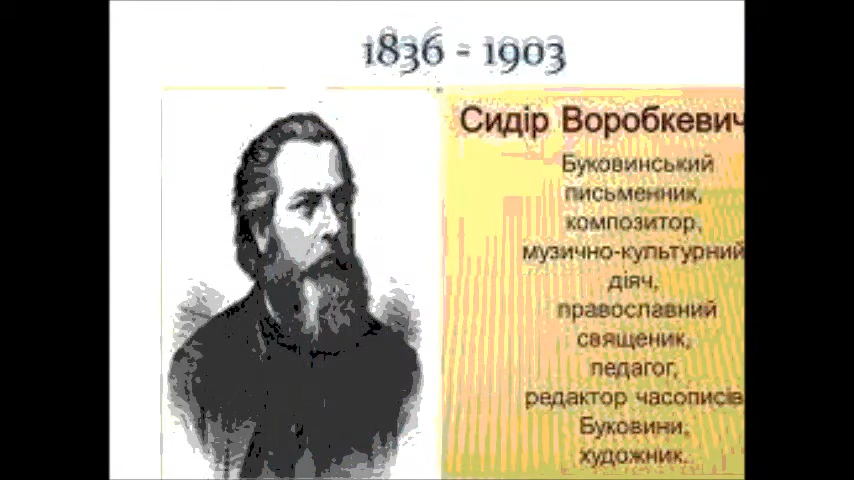 1836 - 1903
Сидір Воробкевич
Буковинський
письменник,
композитор,
музично-культурний
діяч,
православний
священик,
педагог,
редактор часописів
Буковини,
художник.